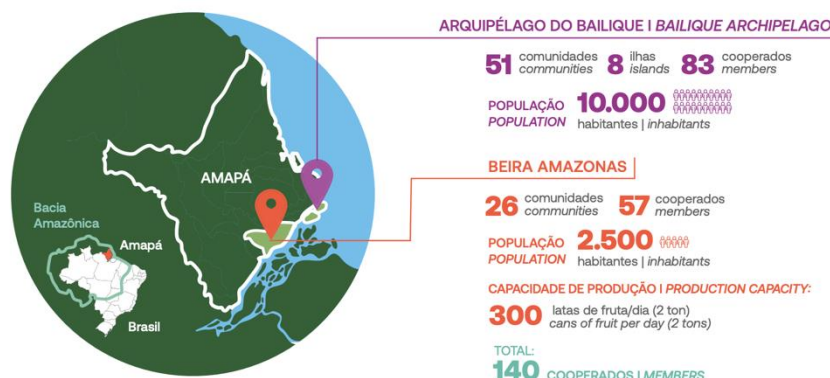 ARQUIPÉLAGO DO BAILIQUE | BAILIQUE ARCHIPELAGO
51 comunidades communities 8 ilhas islands 83 cooperados members
POPULAÇÃO POPULATION 10.000 habitantes | inhabitants
BEIRA AMAZONAS
26 comunidades communities 57 cooperados members
POPULAÇÃO POPULATION 2.500 habitantes | inhabitants
CAPACIDADE DE PRODUÇÃO | PRODUCTION CAPACITY:
300 latas de fruta/dia (2 ton) cans of fruit per day (2 tons)
TOTAL:
140 COOPERADOS | MEMBERS
AMAPÁ
Bacia
Amazônica
Amapá
Brasil